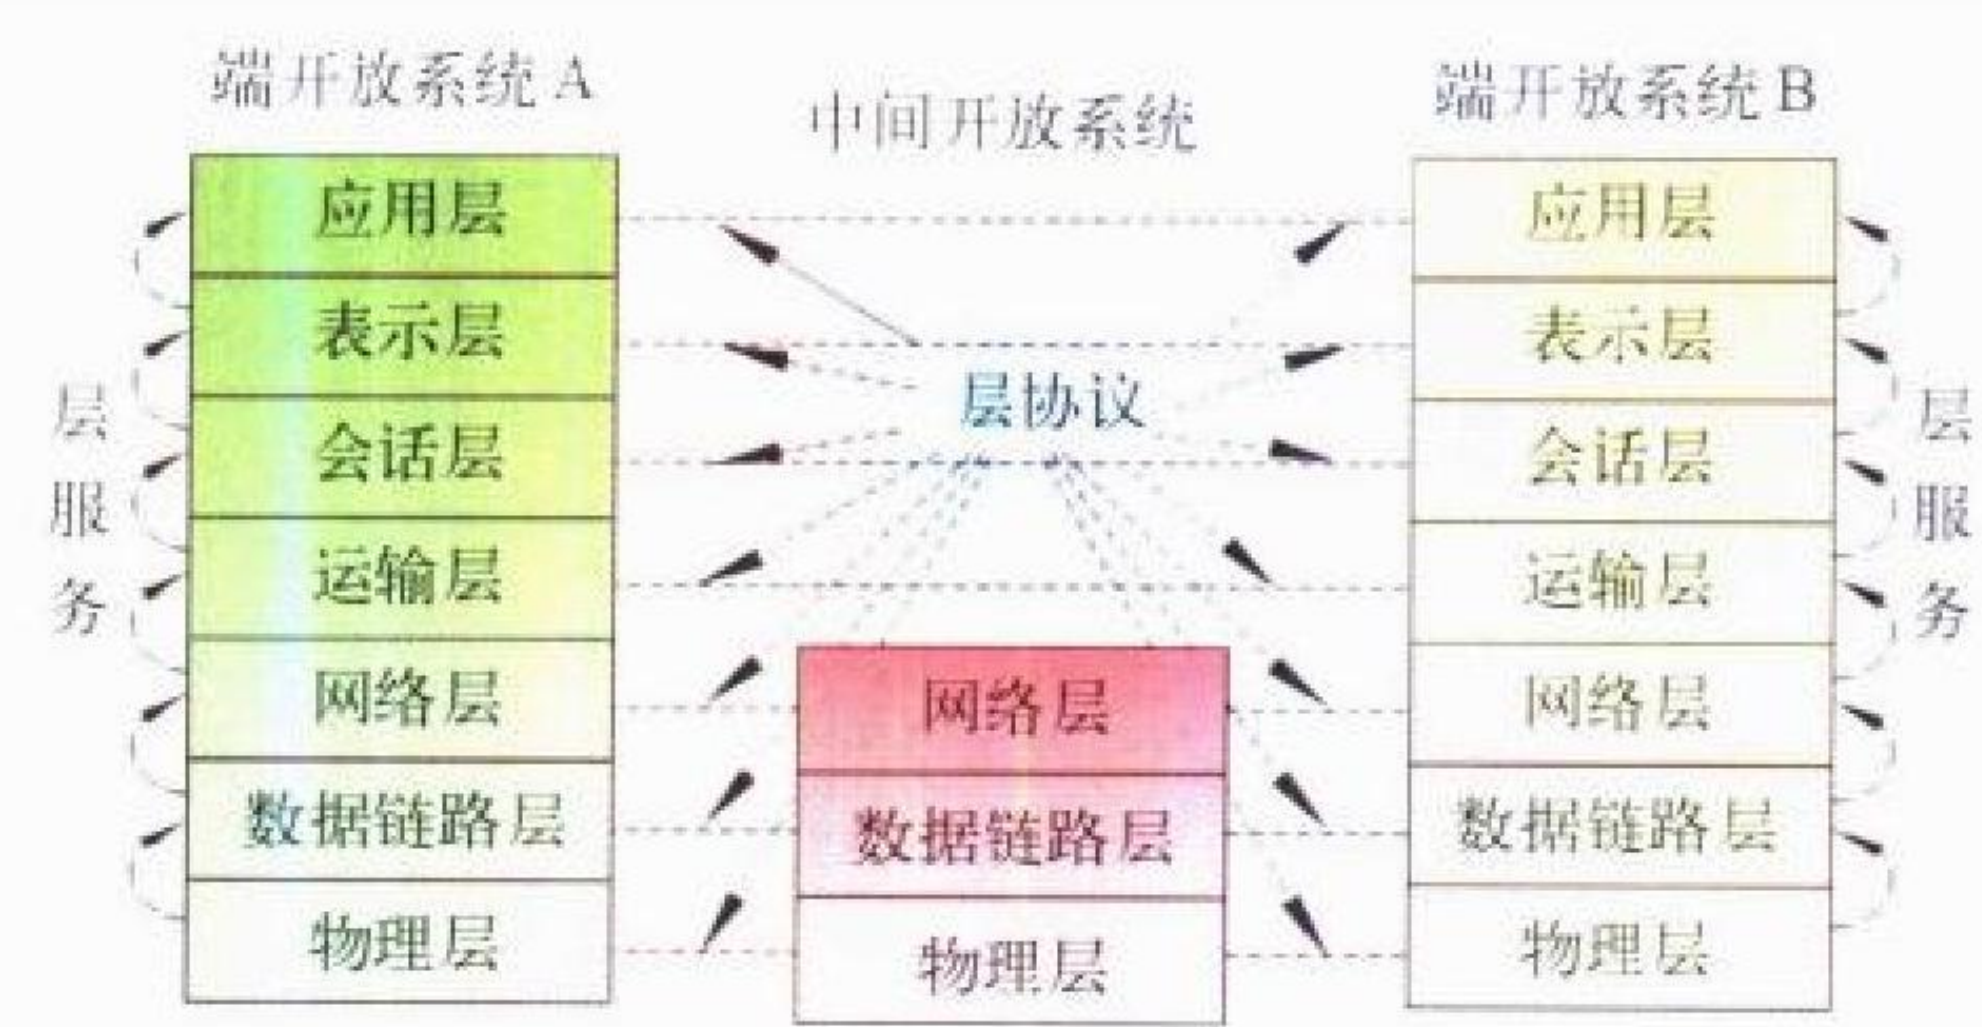 端开放系统A
中间开放系统
端开放系统B
层服务
应用层
表示层
会话层
运输层
网络层
数据链路层
物理层
层协议
网络层
数据链路层
物理层
应用层
表示层
会话层
运输层
网络层
数据链路层
物理层
层服务